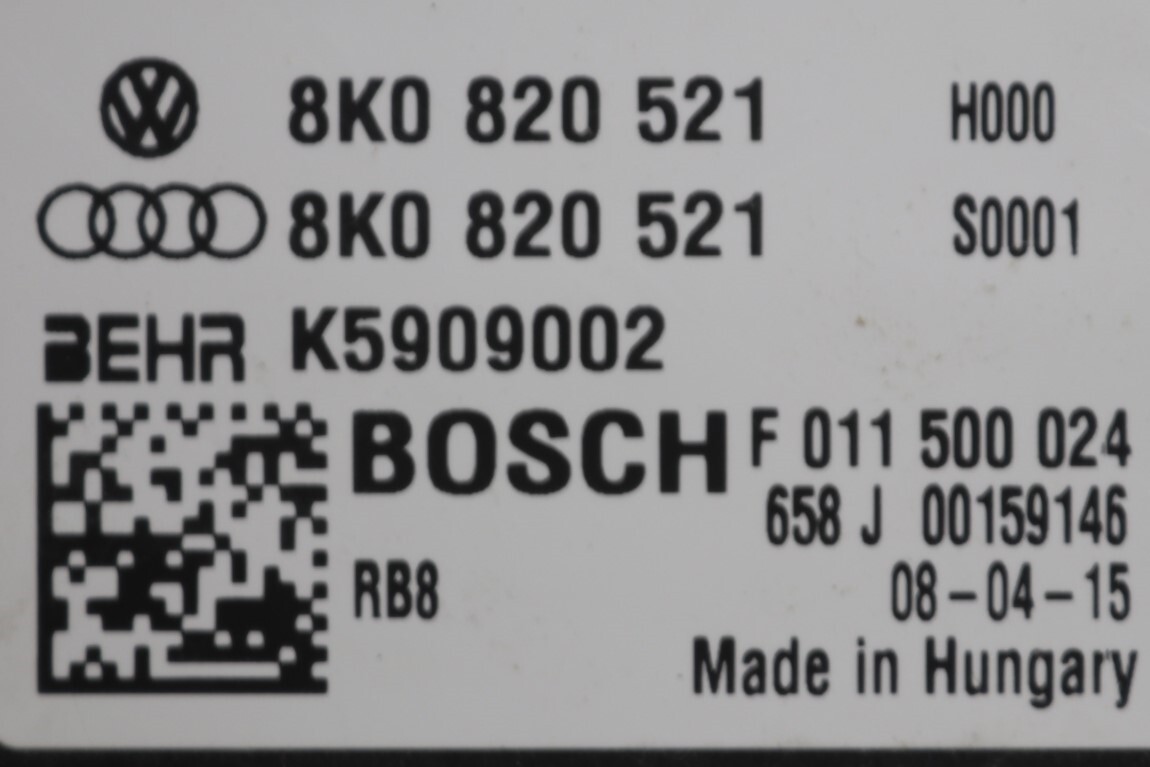 8K0 820 521 H000
8K0 820 521 S0001
BEHR K5909002
BOSCH F 011 500 024
658 J 00159146
RB8 08-04-15
Made in Hungary